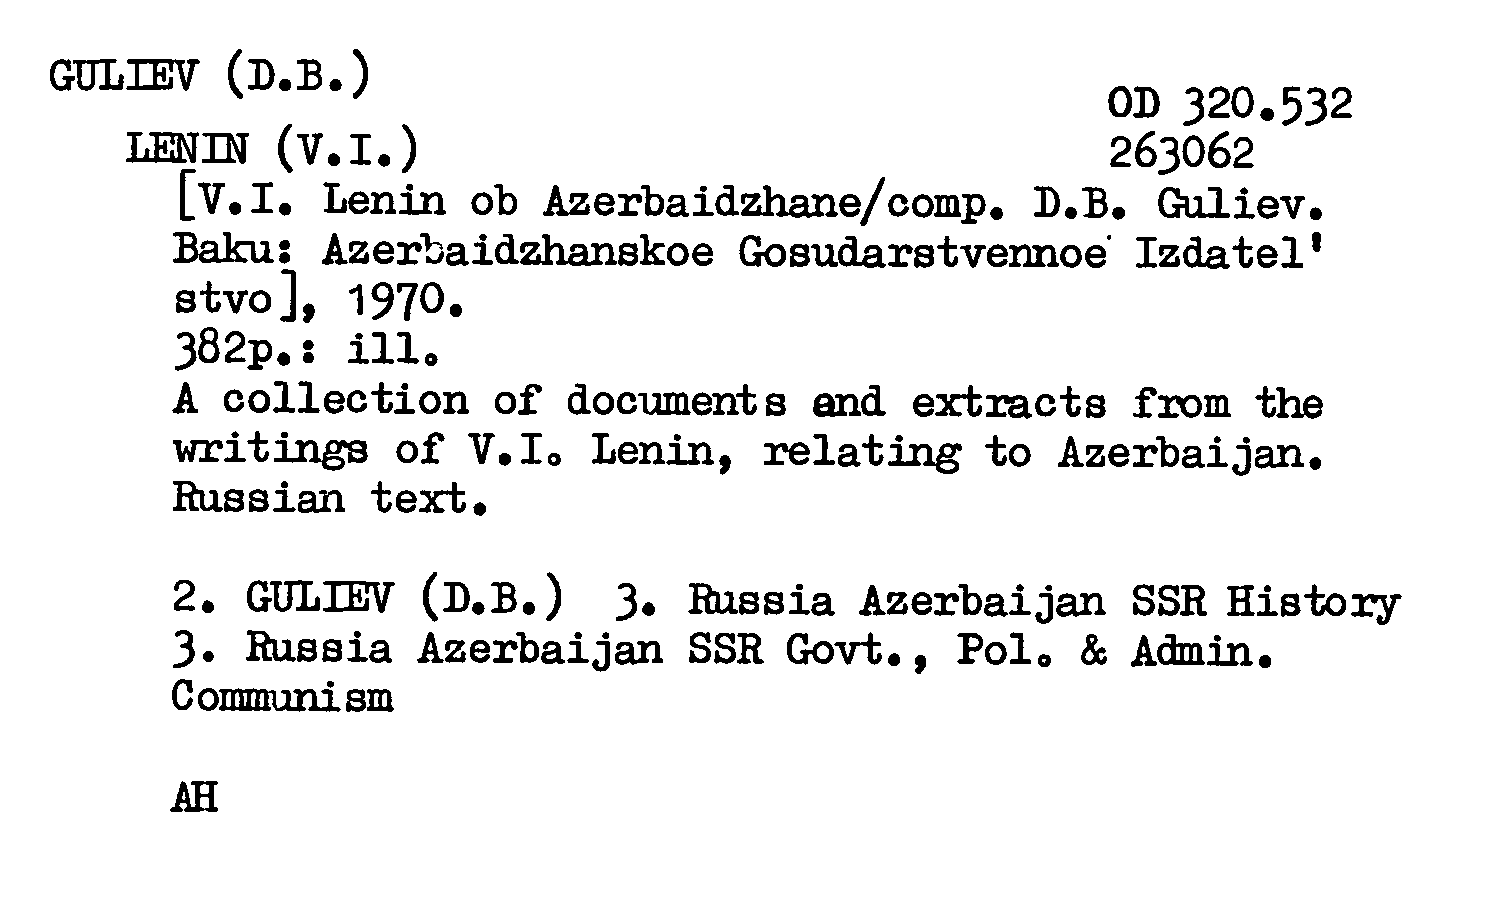 GULIEV (D.B.)
OD 320.532
LENIN (V.I.)
263062
[V.I. Lenin ob Azerbaidzhane/comp. D.B. Guliev.
Baku: Azerbaidzhanskoe Gosudarstvennoe Izdatel'
stvo], 1970.
382p.: ill.
A collection of documents and extracts from the
writings of V.I. Lenin, relating to Azerbaijan.
Russian text.
2. GULIEV (D.B.) 3. Russia Azerbaijan SSR History
3. Russia Azerbaijan SSR Govt., Pol. & Admin.
Communism
AH